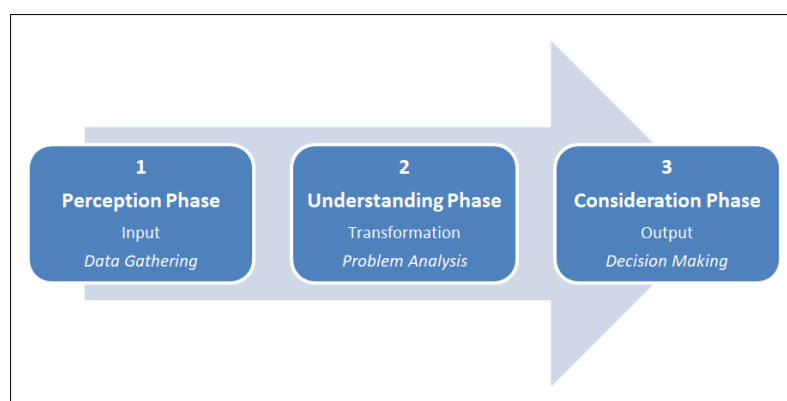 1
Perception Phase
Input
Data Gathering
2
Understanding Phase
Transformation
Problem Analysis
3
Consideration Phase
Output
Decision Making